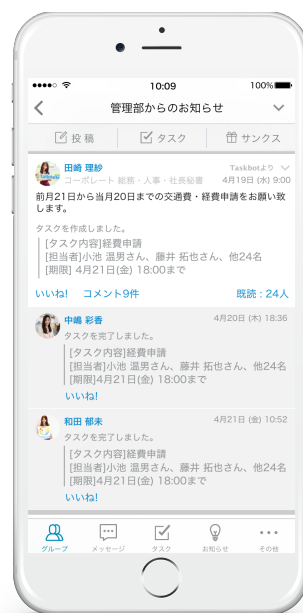 10:09
100%
管理部からのお知らせ
投稿 タスク サンクス
田崎 理紗 Taskbotより
コーポレート 総務・人事・社長秘書 4月19日 (水) 9:00
前月21日から当月20日までの交通費・経費申請をお願い致
します。
タスクを作成しました。
[タスク内容]経費申請
[担当者]小池 温男さん、藤井 拓也さん、他24名
[期限] 4月21日(金) 18:00まで
いいね! コメント9件 既読：24人
中嶋 彩香 4月20日 (木) 18:36
タスクを完了しました。
[タスク内容]経費申請
[担当者]小池 温男さん、藤井 拓也さん、他24名
[期限]4月21日(金) 18:00まで
いいね!
和田 郁未 4月21日 (金) 10:52
タスクを完了しました。
[タスク内容]経費申請
[担当者]小池 温男さん、藤井 拓也さん、他24名
[期限]4月21日(金) 18:00まで
いいね!
グループ メッセージ タスク お知らせ その他